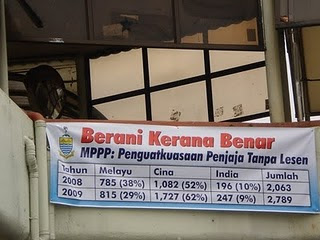 Berani Kerana Benar
MPPP: Penguatkuasaan Penjaja Tanpa Lesen
Tahun Melayu Cina India Jumlah
2008 785 (38%) 1,082 (52%) 196 (10%) 2,063
2009 815 (29%) 1,727 (62%) 247 (9%) 2,789